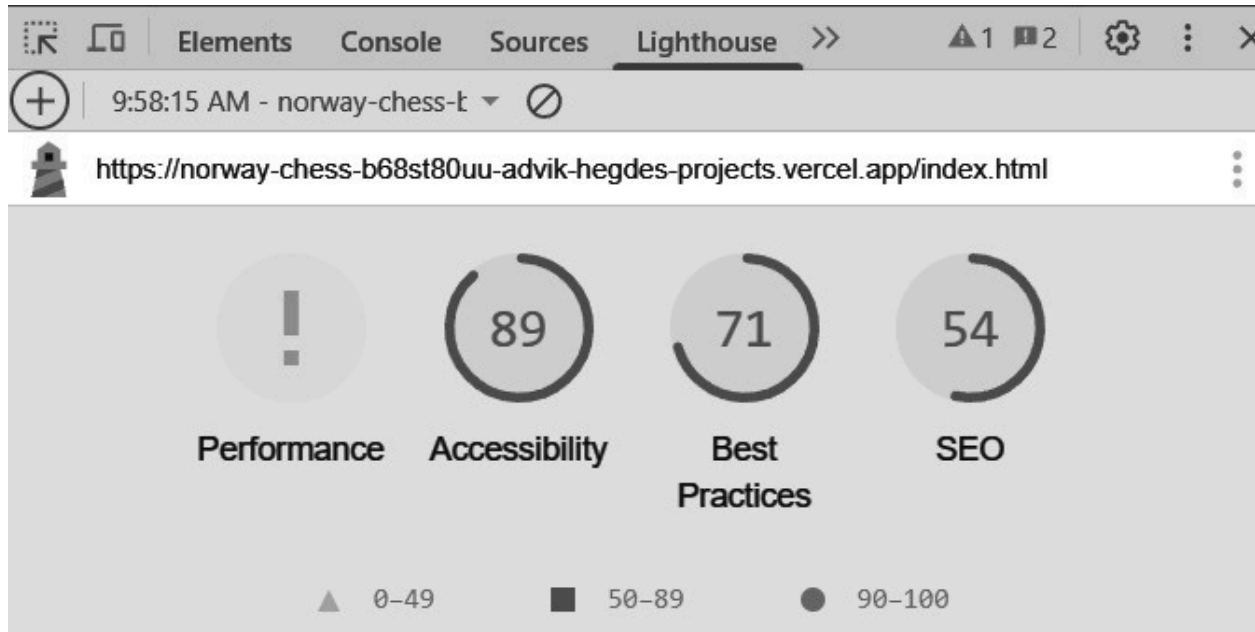 Elements Console Sources Lighthouse >> 1 2
9:58:15 AM - norway-chess-b
https://norway-chess-b68st80uu-advik-hegdes-projects.vercel.app/index.html
! 89 71 54
Performance Accessibility Best Practices SEO
0–49 50–89 90–100